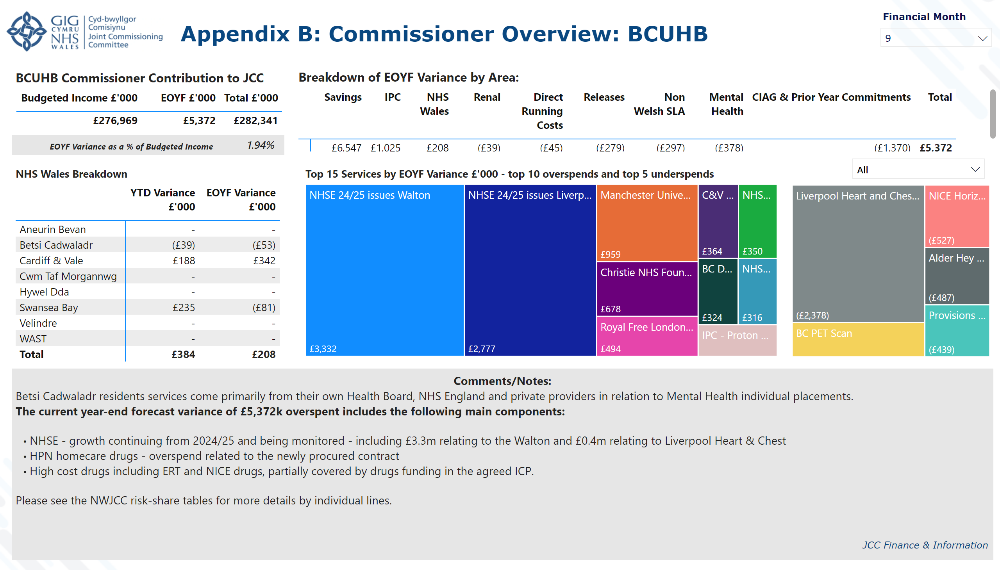 GIG
CYMRU
NHS
WALES
Cyd-bwyllgor
Comisiynu
Joint Commissioning
Committee
Appendix B: Commissioner Overview: BCUHB
Financial Month
9
BCUHB Commissioner Contribution to JCC
Budgeted Income £'000 EOYF £'000 Total £'000
£276,969 £5,372 £282,341
EOYF Variance as a % of Budgeted Income 1.94%
Breakdown of EOYF Variance by Area:
Savings IPC NHS Wales Renal Direct Running Costs Releases Non Welsh SLA Mental Health CIAG & Prior Year Commitments Total
£6,547 £1,025 £208 (£39) (£45) (£279) (£297) (£378) (£1,370) £5,372
All
NHS Wales Breakdown
YTD Variance £'000 EOYF Variance £'000
Aneurin Bevan - -
Betsi Cadwaladr (£39) (£53)
Cardiff & Vale £188 £342
Cwm Taf Morgannwg - -
Hywel Dda - -
Swansea Bay £235 (£81)
Velindre - -
WAST - -
Total £384 £208
Top 15 Services by EOYF Variance £'000 - top 10 overspends and top 5 underspends
NHSE 24/25 issues Walton
£3,332
NHSE 24/25 issues Liverp...
£2,777
Manchester Unive...
£959
Christie NHS Foun...
£678
Royal Free London...
£494
C&V ...
£364
NHS...
£350
BC D...
£324
NHS...
£316
IPC - Proton ...
Liverpool Heart and Ches...
(£2,378)
BC PET Scan
NICE Horiz...
(£527)
Alder Hey ...
(£487)
Provisions ...
(£439)
Comments/Notes:
Betsi Cadwaladr residents services come primarily from their own Health Board, NHS England and private providers in relation to Mental Health individual placements.
The current year-end forecast variance of £5,372k overspent includes the following main components:
• NHSE - growth continuing from 2024/25 and being monitored - including £3.3m relating to the Walton and £0.4m relating to Liverpool Heart & Chest
• HPN homecare drugs - overspend related to the newly procured contract
• High cost drugs including ERT and NICE drugs, partially covered by drugs funding in the agreed ICP.
Please see the NWJCC risk-share tables for more details by individual lines.
JCC Finance & Information